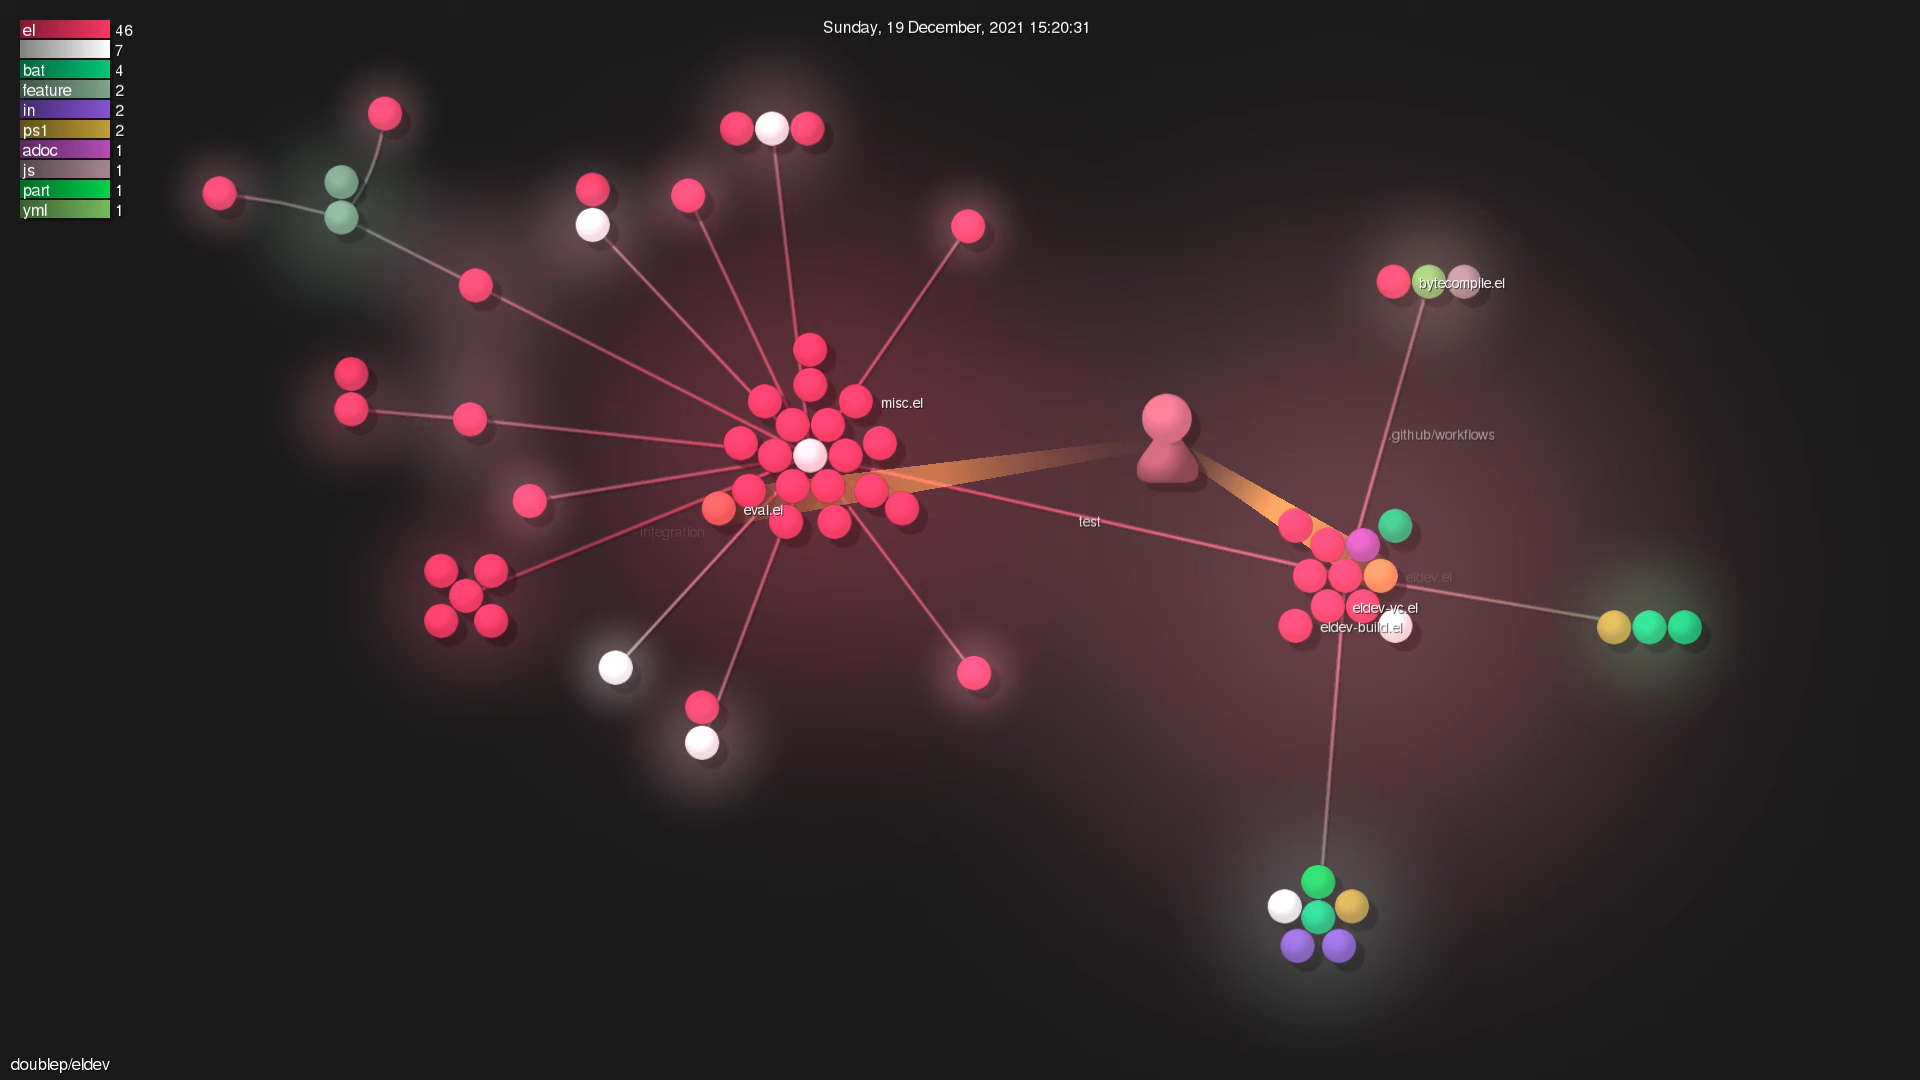 Sunday, 19 December, 2021 15:20:31
el 46
7
bat 4
feature 2
in 2
ps1 2
adoc 1
js 1
part 1
yml 1
bytecompile.el
misc.el
.github/workflows
eval.el
test
integration
eldev.el
eldev-vc.el
eldev-build.el
doublep/eldev